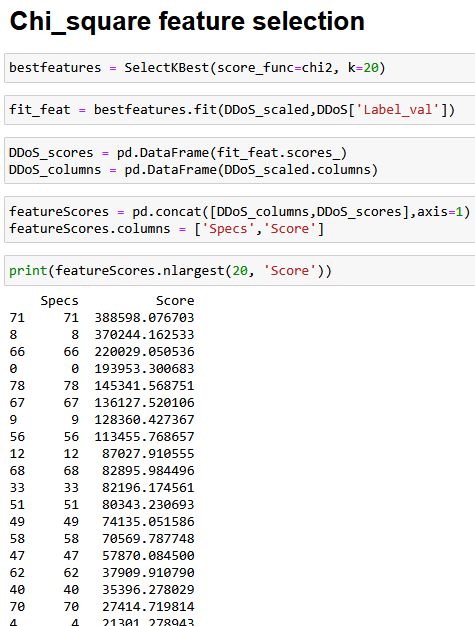 Chi_square feature selection
bestfeatures = SelectKBest(score_func=chi2, k=20)
fit_feat = bestfeatures.fit(DDoS_scaled,DDoS['Label_val'])
DDoS_scores = pd.DataFrame(fit_feat.scores_)
DDoS_columns = pd.DataFrame(DDoS_scaled.columns)
featureScores = pd.concat([DDoS_columns,DDoS_scores],axis=1)
featureScores.columns = ['Specs','Score']
print(featureScores.nlargest(20, 'Score'))
Specs Score
71 71 388598.076703
8 8 370244.162533
66 66 220029.050536
0 0 193953.300683
78 78 145341.568751
67 67 136127.520106
9 9 128360.427367
56 56 113455.768657
12 12 87027.910555
68 68 82895.984496
33 33 82196.174561
51 51 80343.230693
49 49 74135.051586
58 58 70569.787748
47 47 57870.084500
62 62 37909.910790
40 40 35396.278029
70 70 27414.719814
4 4 21301.278943